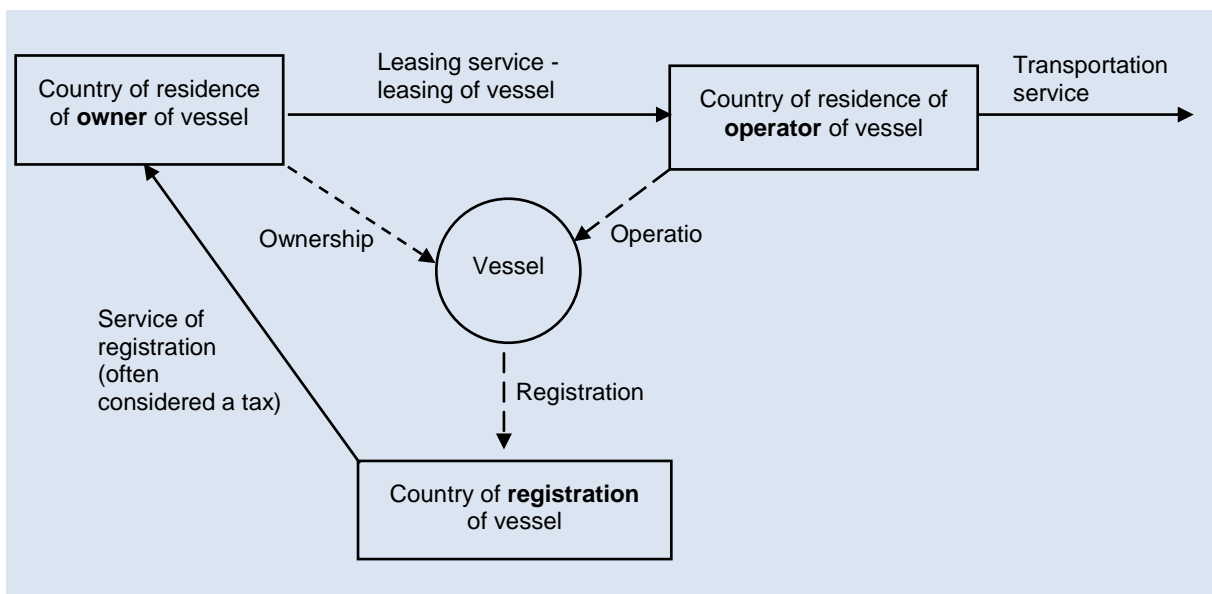 Country of residence
of owner of vessel
Leasing service -
leasing of vessel
Country of residence of
operator of vessel
Transportation
service
Ownership
Operatio
Vessel
Service of
registration
(often
considered a tax)
Registration
Country of registration
of vessel